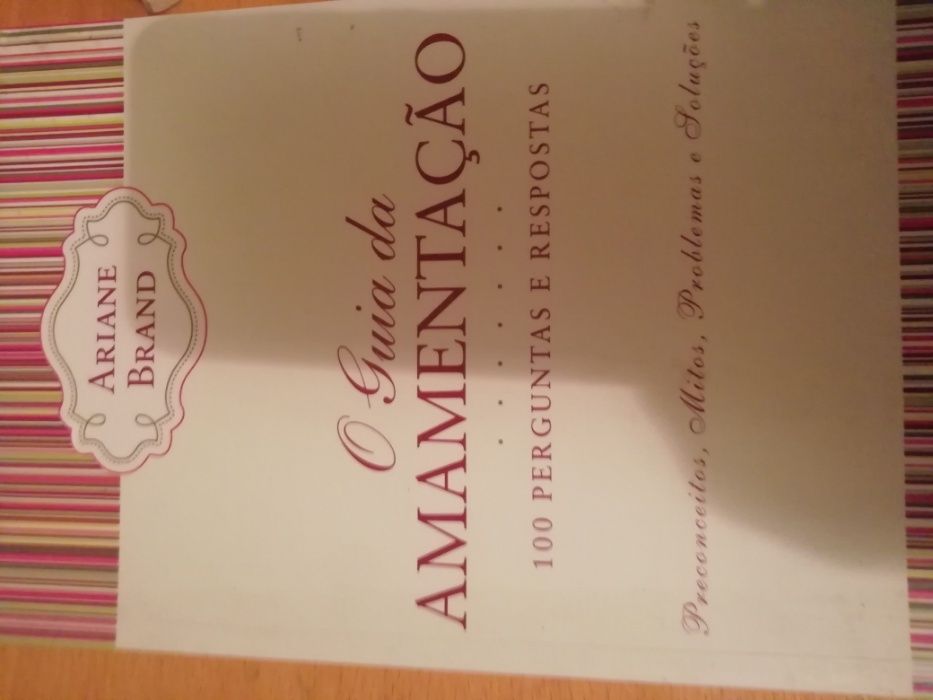 ARIANE
BRAND
O Guia da
AMAMENTAÇÃO
100 PERGUNTAS E RESPOSTAS
Preconceitos, Mitos, Problemas e Soluções